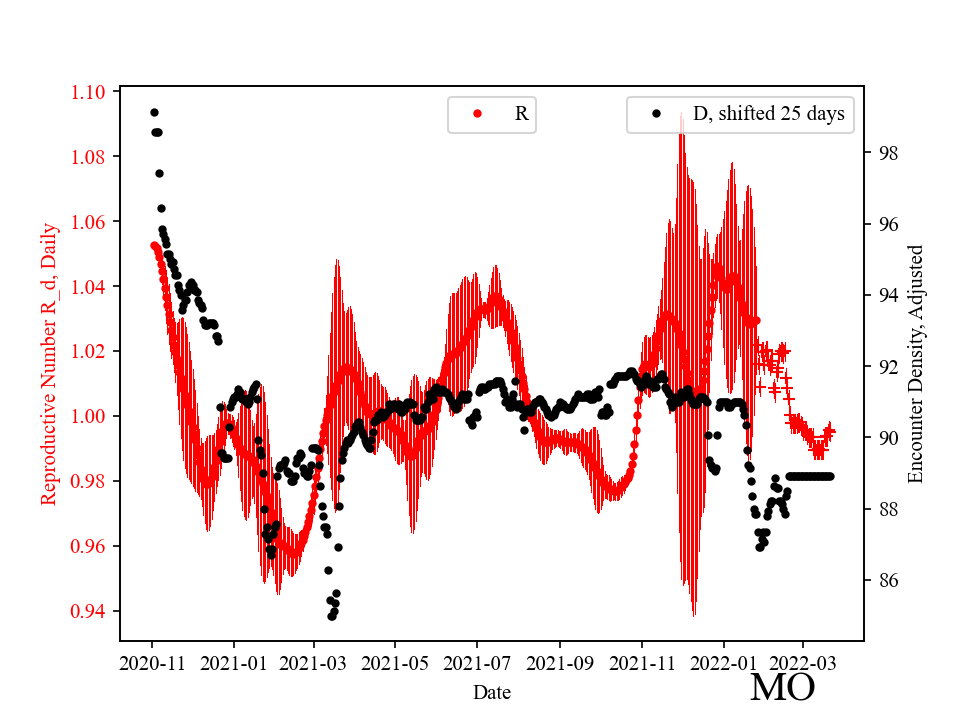 R
D, shifted 25 days
Reproductive Number R_d, Daily
1.10
1.08
1.06
1.04
1.02
1.00
0.98
0.96
0.94
98
96
94
92
90
88
86
Encounter Density, Adjusted
2020-11 2021-01 2021-03 2021-05 2021-07 2021-09 2021-11 2022-01 2022-03
Date
MO